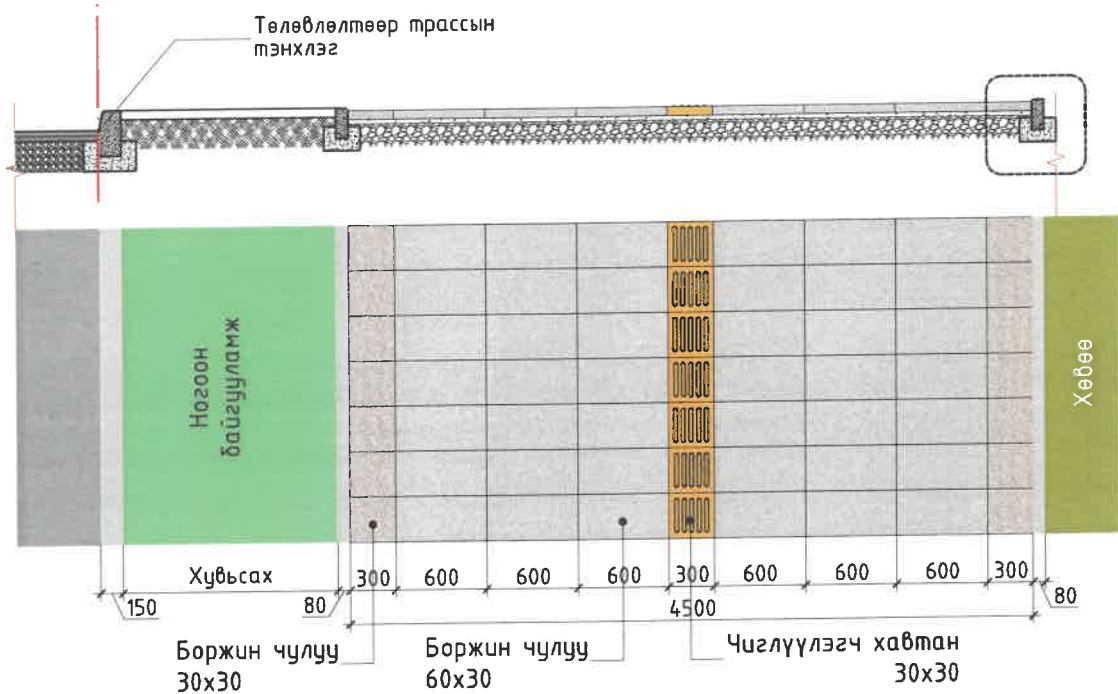 Төлөвлөлтөөр трассын
тэнхлэг
Ногоон
байгууламж
Хөвөө
Хувьсах
300
600
600
600
300
600
600
600
300
150
80
4500
80
Боржин чулуу
30x30
Боржин чулуу
60x30
Чиглүүлэгч хавтан
30x30